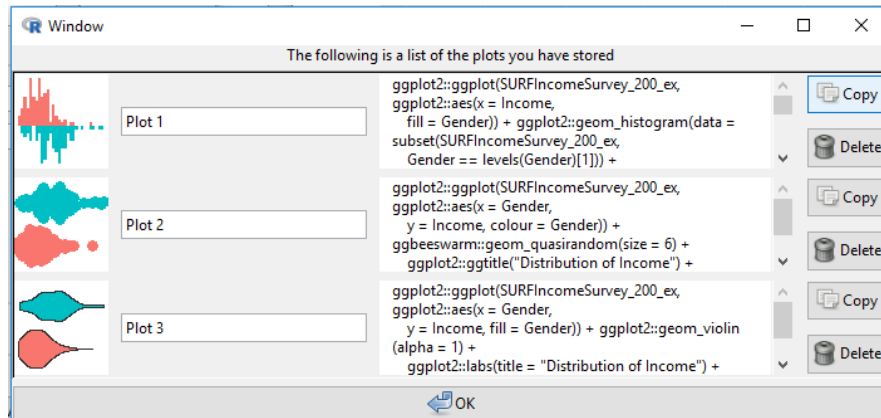 Window
The following is a list of the plots you have stored
Plot 1
ggplot2::ggplot(SURFIncomeSurvey_200_ex,
ggplot2::aes(x = Income,
fill = Gender)) + ggplot2::geom_histogram(data =
subset(SURFIncomeSurvey_200_ex,
Gender == levels(Gender)[1])) +
Copy
Delete
Plot 2
ggplot2::ggplot(SURFIncomeSurvey_200_ex,
ggplot2::aes(x = Gender,
y = Income, colour = Gender)) +
ggbeeswarm::geom_quasirandom(size = 6) +
ggplot2::ggtitle("Distribution of Income") +
Copy
Delete
Plot 3
ggplot2::ggplot(SURFIncomeSurvey_200_ex,
ggplot2::aes(x = Gender,
y = Income, fill = Gender)) + ggplot2::geom_violin
(alpha = 1) +
ggplot2::labs(title = "Distribution of Income") +
Copy
Delete
OK